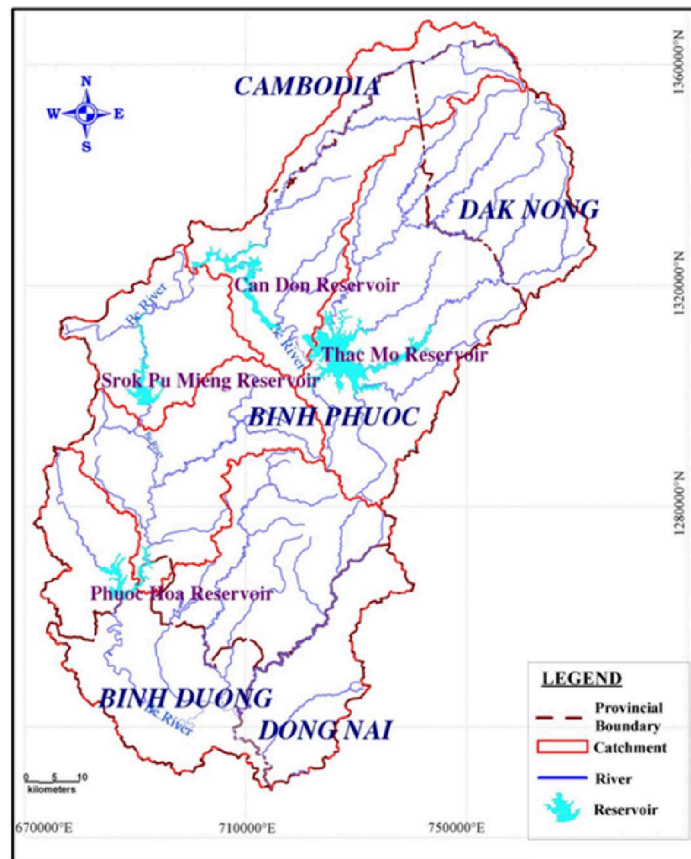 N
W E
S
CAMBODIA
DAK NONG
Can Don Reservoir
Be River
Be River
Thac Mo Reservoir
Srok Pu Mieng Reservoir
BINH PHUOC
Be River
Phuoc Hoa Reservoir
BINH DUONG
Be River
DONG NAI
1360000°N
1320000°N
1280000°N
LEGEND
Provincial
Boundary
Catchment
River
Reservoir
0 5 10
kilometers
670000°E 710000°E 750000°E